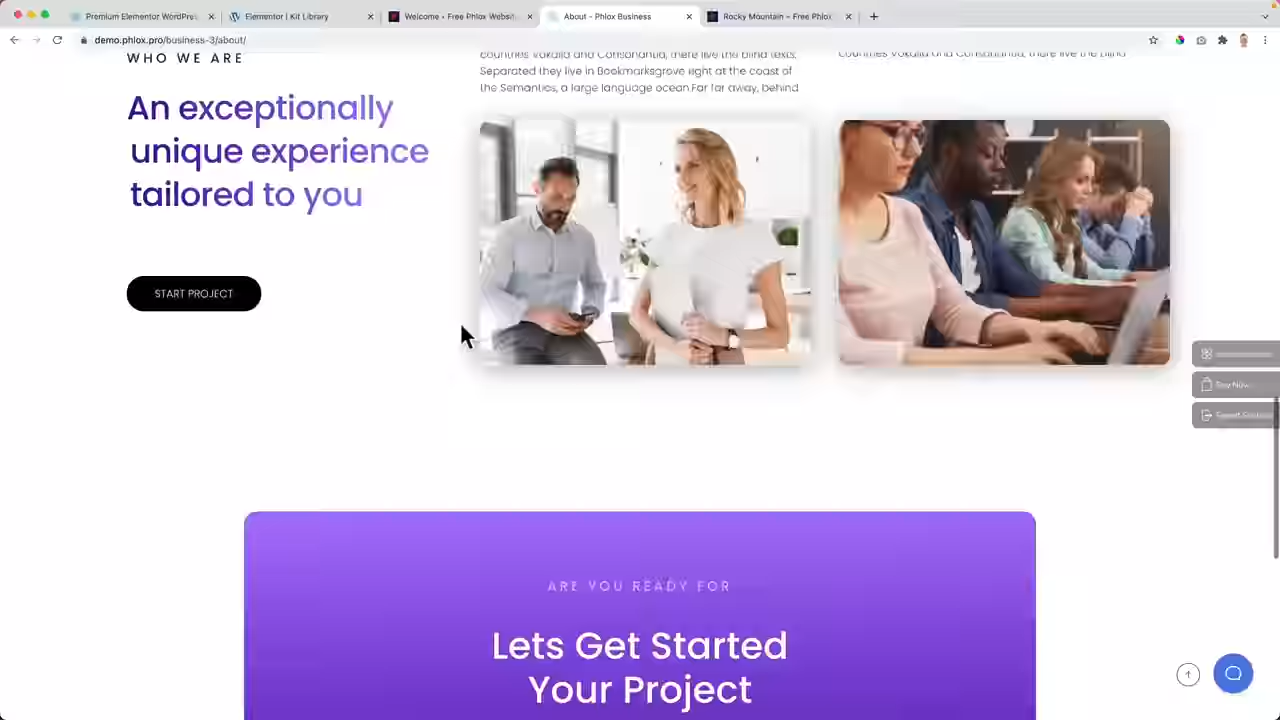 Premium Elementor WordPres
Elementor | Kit Library
Welcome ‹ Free Phlox Website
About - Phlox Business
Rocky Mountain – Free Phlox
demo.phlox.pro/business-3/about/
WHO WE ARE
An exceptionally
unique experience
tailored to you
START PROJECT
countries Vokalia and Consonantia, there live the blind texts.
Separated they live in Bookmarksgrove right at the coast of
the Semantics, a large language ocean.Far far away, behind
countries Vokalia and Consonantia, there live the blind
Buy Now
ARE YOU READY FOR
Lets Get Started
Your Project